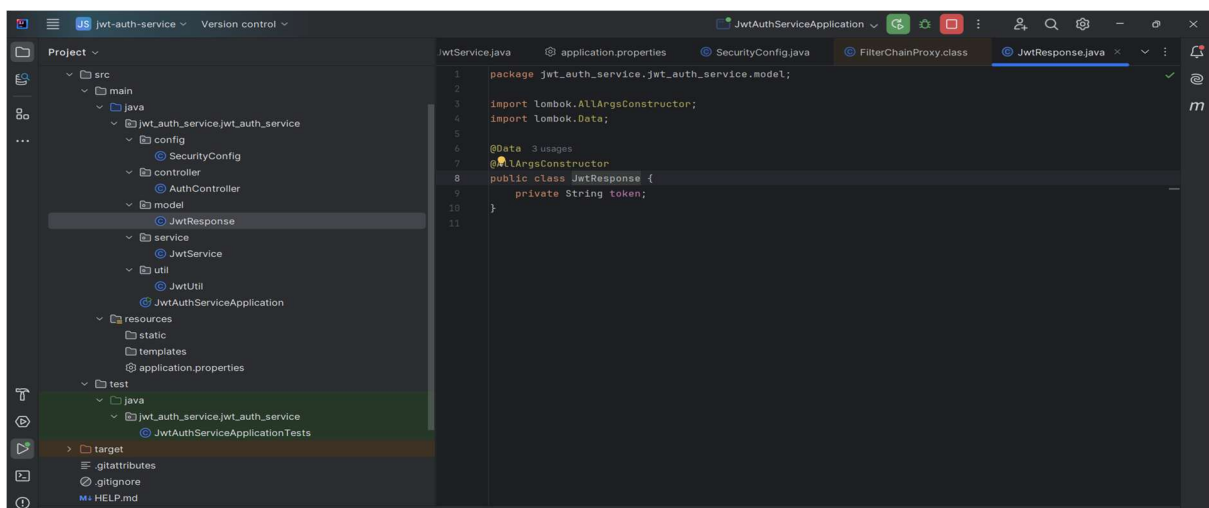 JS jwt-auth-service Version control JwtAuthServiceApplication
Project
JwtService.java application.properties SecurityConfig.java FilterChainProxy.class JwtResponse.java
src
main
java
jwt_auth_service.jwt_auth_service
config
SecurityConfig
controller
AuthController
model
JwtResponse
service
JwtService
util
JwtUtil
JwtAuthServiceApplication
resources
static
templates
application.properties
test
java
jwt_auth_service.jwt_auth_service
JwtAuthServiceApplicationTests
target
.gitattributes
.gitignore
M↓ HELP.md
1 package jwt_auth_service.jwt_auth_service.model;
2
3 import lombok.AllArgsConstructor;
4 import lombok.Data;
5
6 @Data 3 usages
7 @AllArgsConstructor
8 public class JwtResponse {
9 private String token;
10 }
11
m